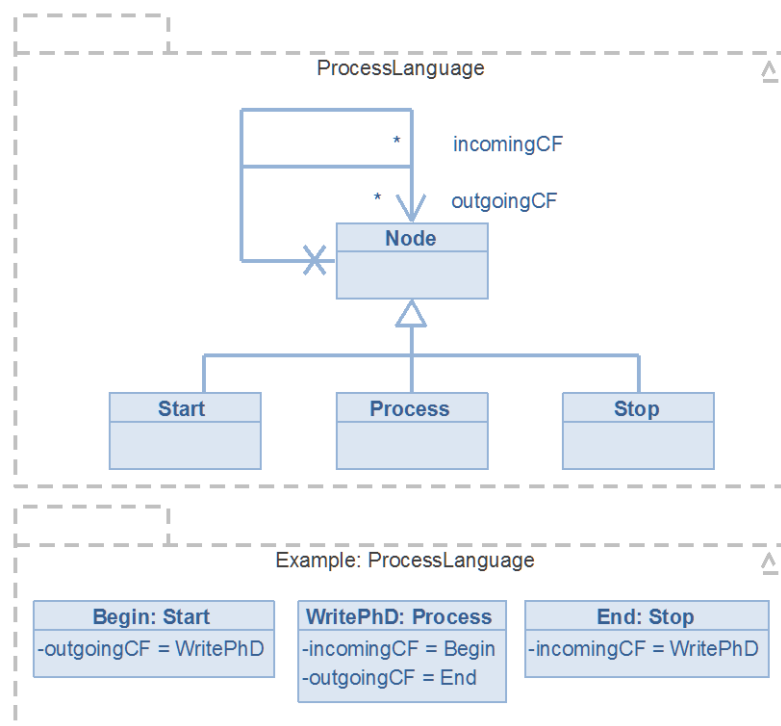 ProcessLanguage
* incomingCF
* outgoingCF
Node
Start Process Stop
Example: ProcessLanguage
Begin: Start
-outgoingCF = WritePhD
WritePhD: Process
-incomingCF = Begin
-outgoingCF = End
End: Stop
-incomingCF = WritePhD